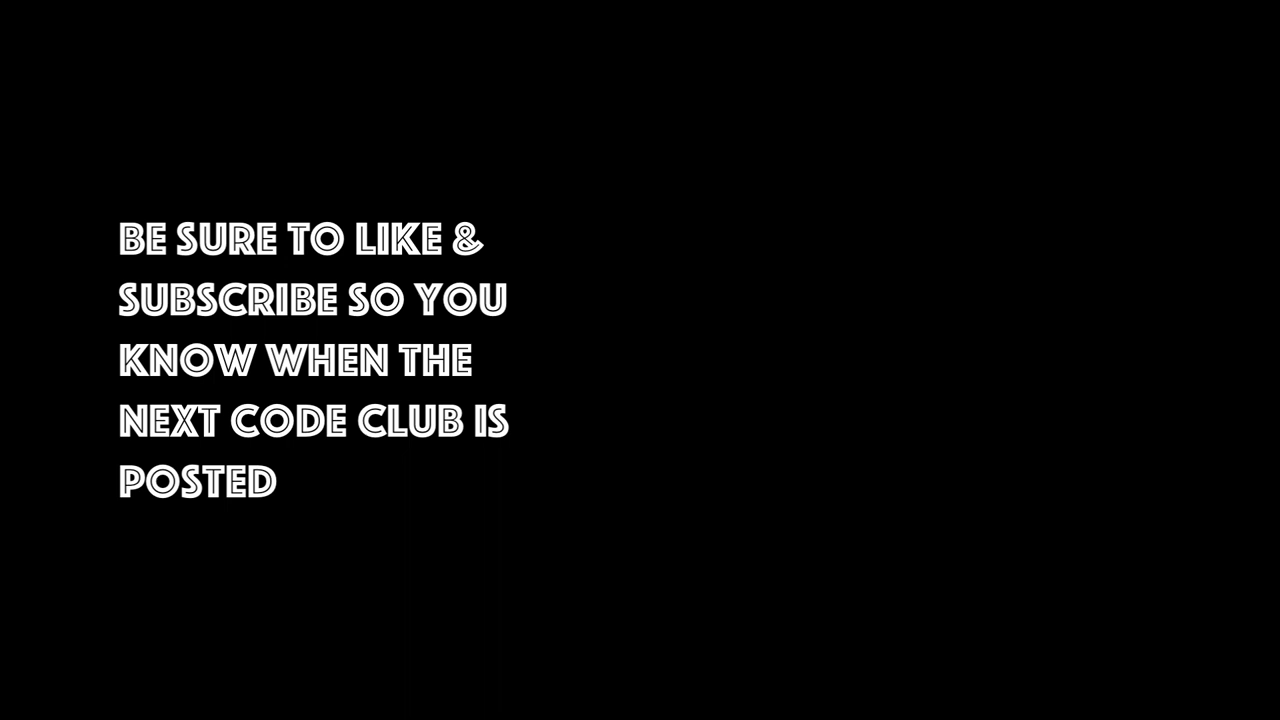 BE SURE TO LIKE &
SUBSCRIBE SO YOU
KNOW WHEN THE
NEXT CODE CLUB IS
POSTED